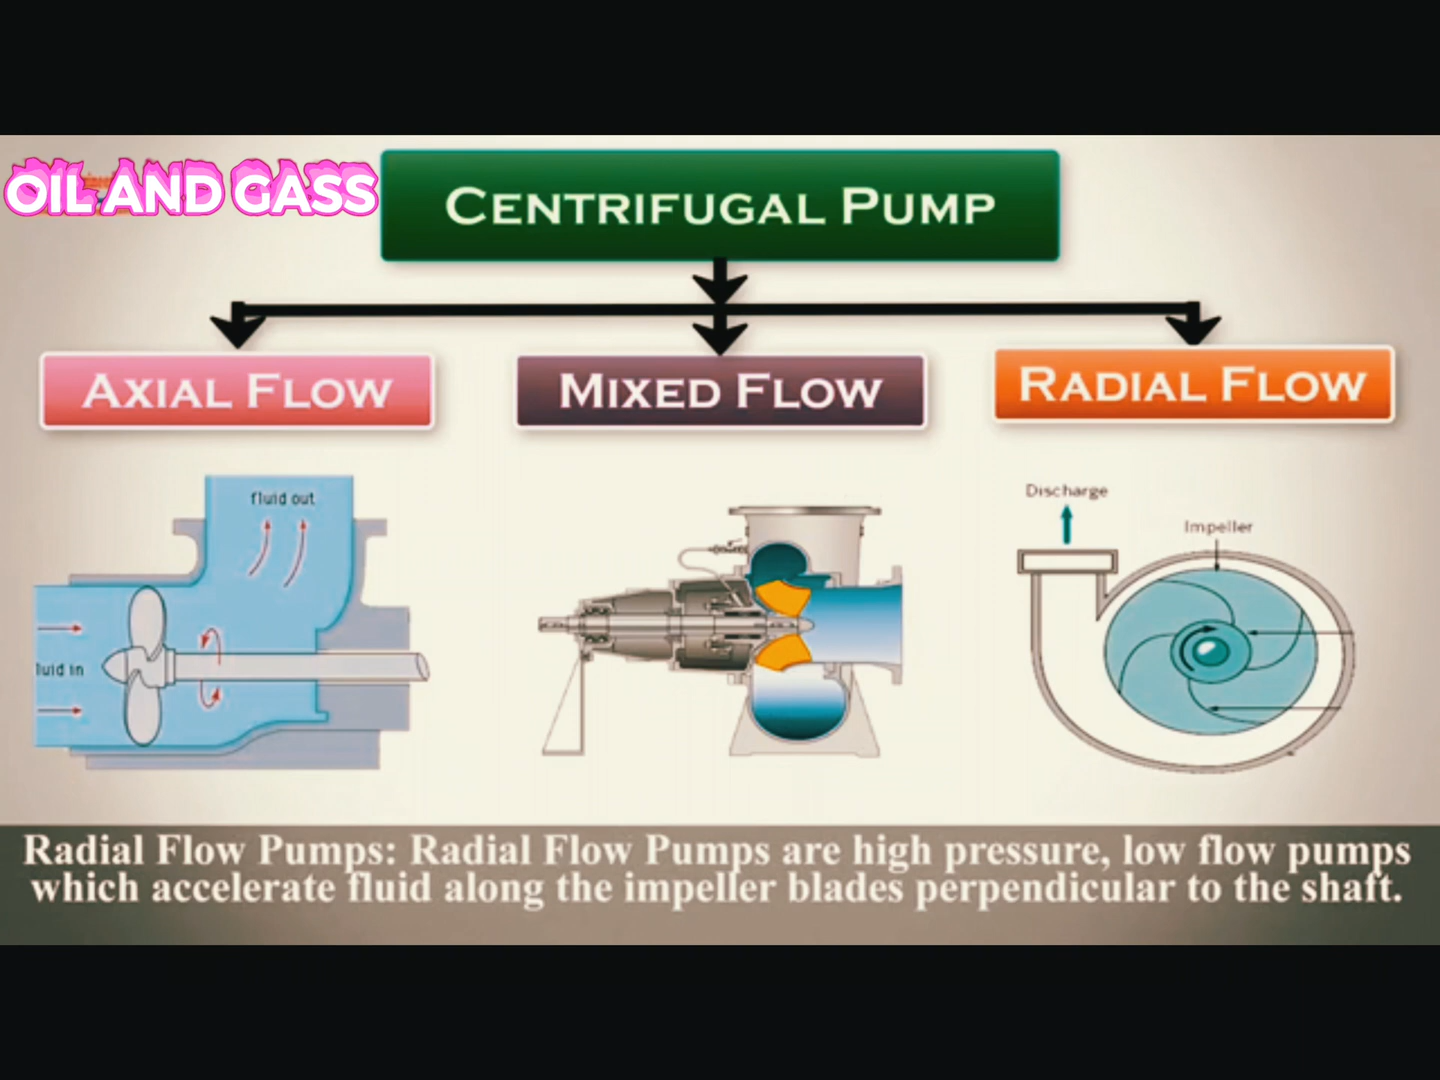 OIL AND GASS
CENTRIFUGAL PUMP
AXIAL FLOW
MIXED FLOW
RADIAL FLOW
fluid out
luid in
Discharge
Impeller
Radial Flow Pumps: Radial Flow Pumps are high pressure, low flow pumps
which accelerate fluid along the impeller blades perpendicular to the shaft.